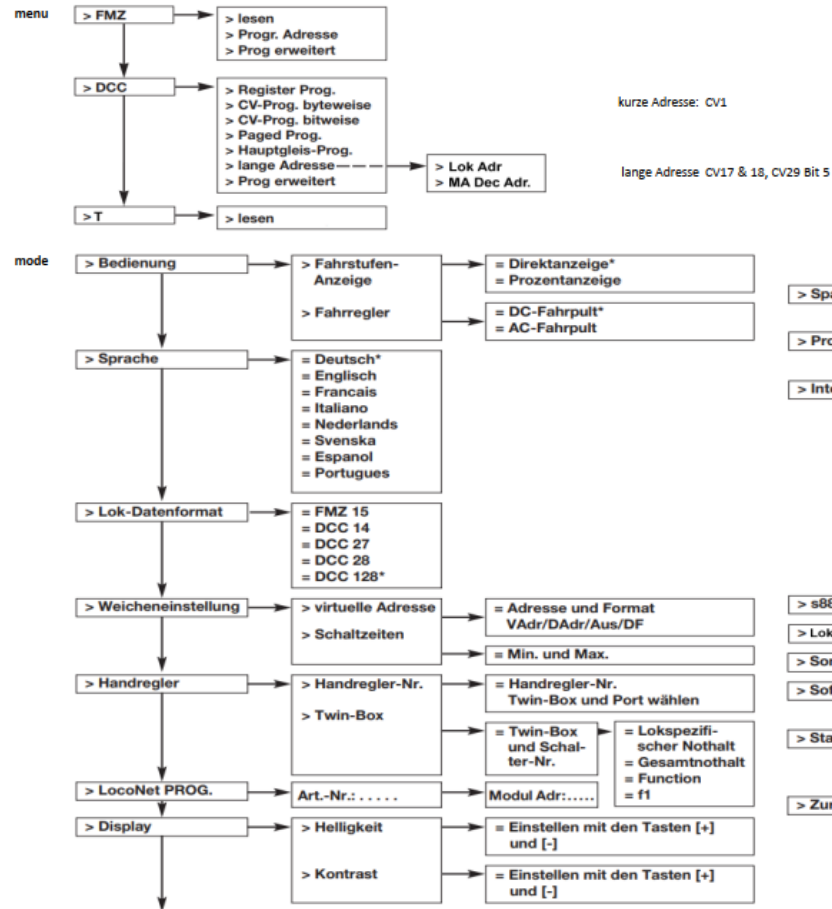 menu
> FMZ
> lesen
> Progr. Adresse
> Prog erweitert
> DCC
> Register Prog.
> CV-Prog. byteweise
> CV-Prog. bitweise
> Paged Prog.
> Hauptgleis-Prog.
> lange Adresse
> Prog erweitert
> Lok Adr
> MA Dec Adr.
kurze Adresse: CV1
lange Adresse CV17 & 18, CV29 Bit 5
>T
> lesen
mode
> Bedienung
> Fahrstufen-
Anzeige
> Fahrregler
= Direktanzeige*
= Prozentanzeige
= DC-Fahrpult*
= AC-Fahrpult
> Sprache
= Deutsch*
= Englisch
= Francais
= Italiano
= Nederlands
= Svenska
= Espanol
= Portugues
> Lok-Datenformat
= FMZ 15
= DCC 14
= DCC 27
= DCC 28
= DCC 128*
> Weicheneinstellung
> virtuelle Adresse
> Schaltzeiten
= Adresse und Format
VAdr/DAdr/Aus/DF
= Min. und Max.
> Handregler
> Handregler-Nr.
> Twin-Box
= Handregler-Nr.
Twin-Box und Port wählen
= Twin-Box
und Schal-
ter-Nr.
= Lokspezifi-
scher Nothalt
= Gesamtnothalt
= Function
= f1
> LocoNet PROG.
Art.-Nr.: . . . . .
Modul Adr:.....
> Display
> Helligkeit
> Kontrast
= Einstellen mit den Tasten [+]
und [-]
= Einstellen mit den Tasten [+]
und [-]
> Spa
> Pro
> Inte
> s88
> Lok
> Son
> Sof
> Sta
> Zur